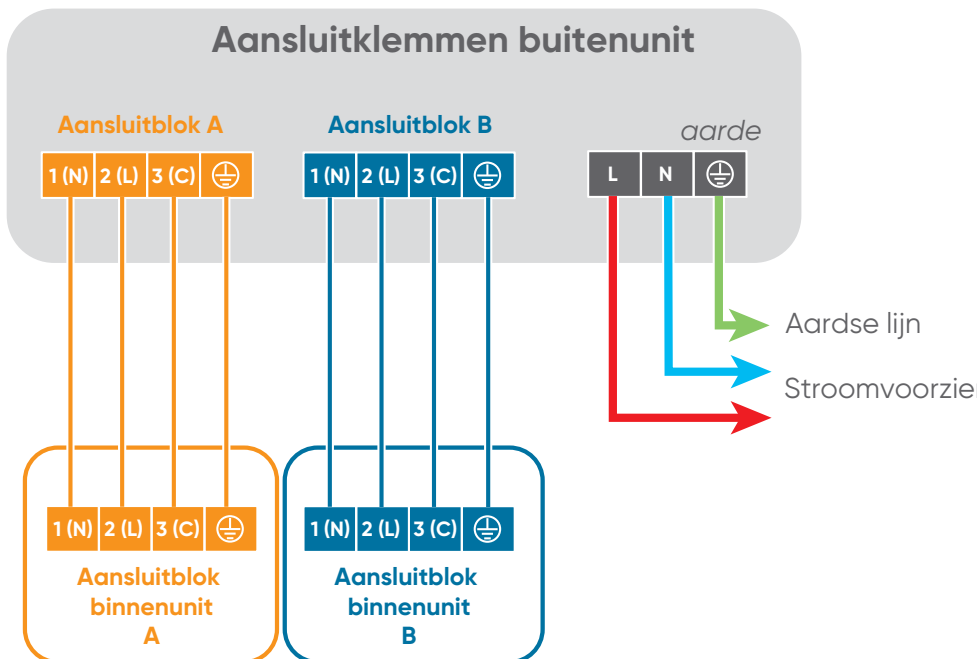 Aansluitklemmen buitenunit
Aansluitblok A
1 (N) 2 (L) 3 (C)
Aansluitblok B
1 (N) 2 (L) 3 (C)
aarde
L N
Aardse lijn
Stroomvoorzie
1 (N) 2 (L) 3 (C)
Aansluitblok
binnenunit
A
1 (N) 2 (L) 3 (C)
Aansluitblok
binnenunit
B